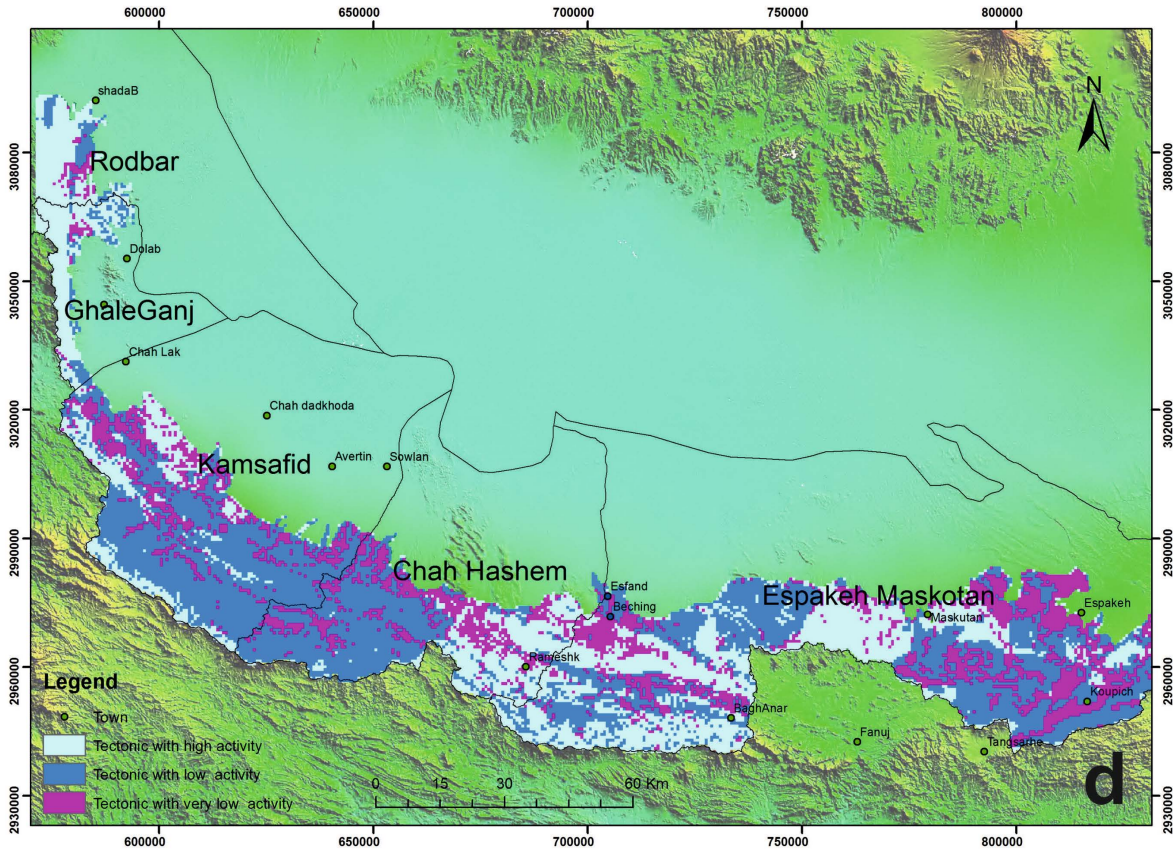 600000 650000 700000 750000 800000
shadaB
N
3080000 3080000
Rodbar
Dolab
3050000 3050000
GhaleGanj
Chah Lak
3020000 3020000
Chah dadkhoda
Kamsafid
Avertin
Sowlan
2990000 2990000
Chah Hashem
Esfand
Beching
Espakeh Maskotan
Maskutan
Espakeh
2960000 2960000
Rameshk
Legend
Koupich
Town
BaghAnar
Fanuj
Tangsarhe
Tectonic with high activity
Tectonic with low activity
Tectonic with very low activity
0 15 30 60 Km
d
2930000 2930000
600000 650000 700000 750000 800000